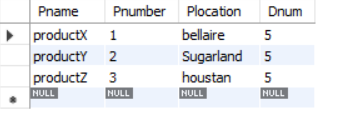 Pname Pnumber Plocation Dnum
productX 1 bellaire 5
productY 2 Sugarland 5
productZ 3 houstan 5
NULL NULL NULL NULL